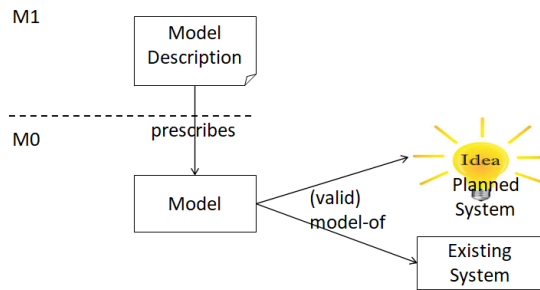 M1
Model
Description
M0
prescribes
Model
(valid)
model-of
Idea
Planned
System
Existing
System